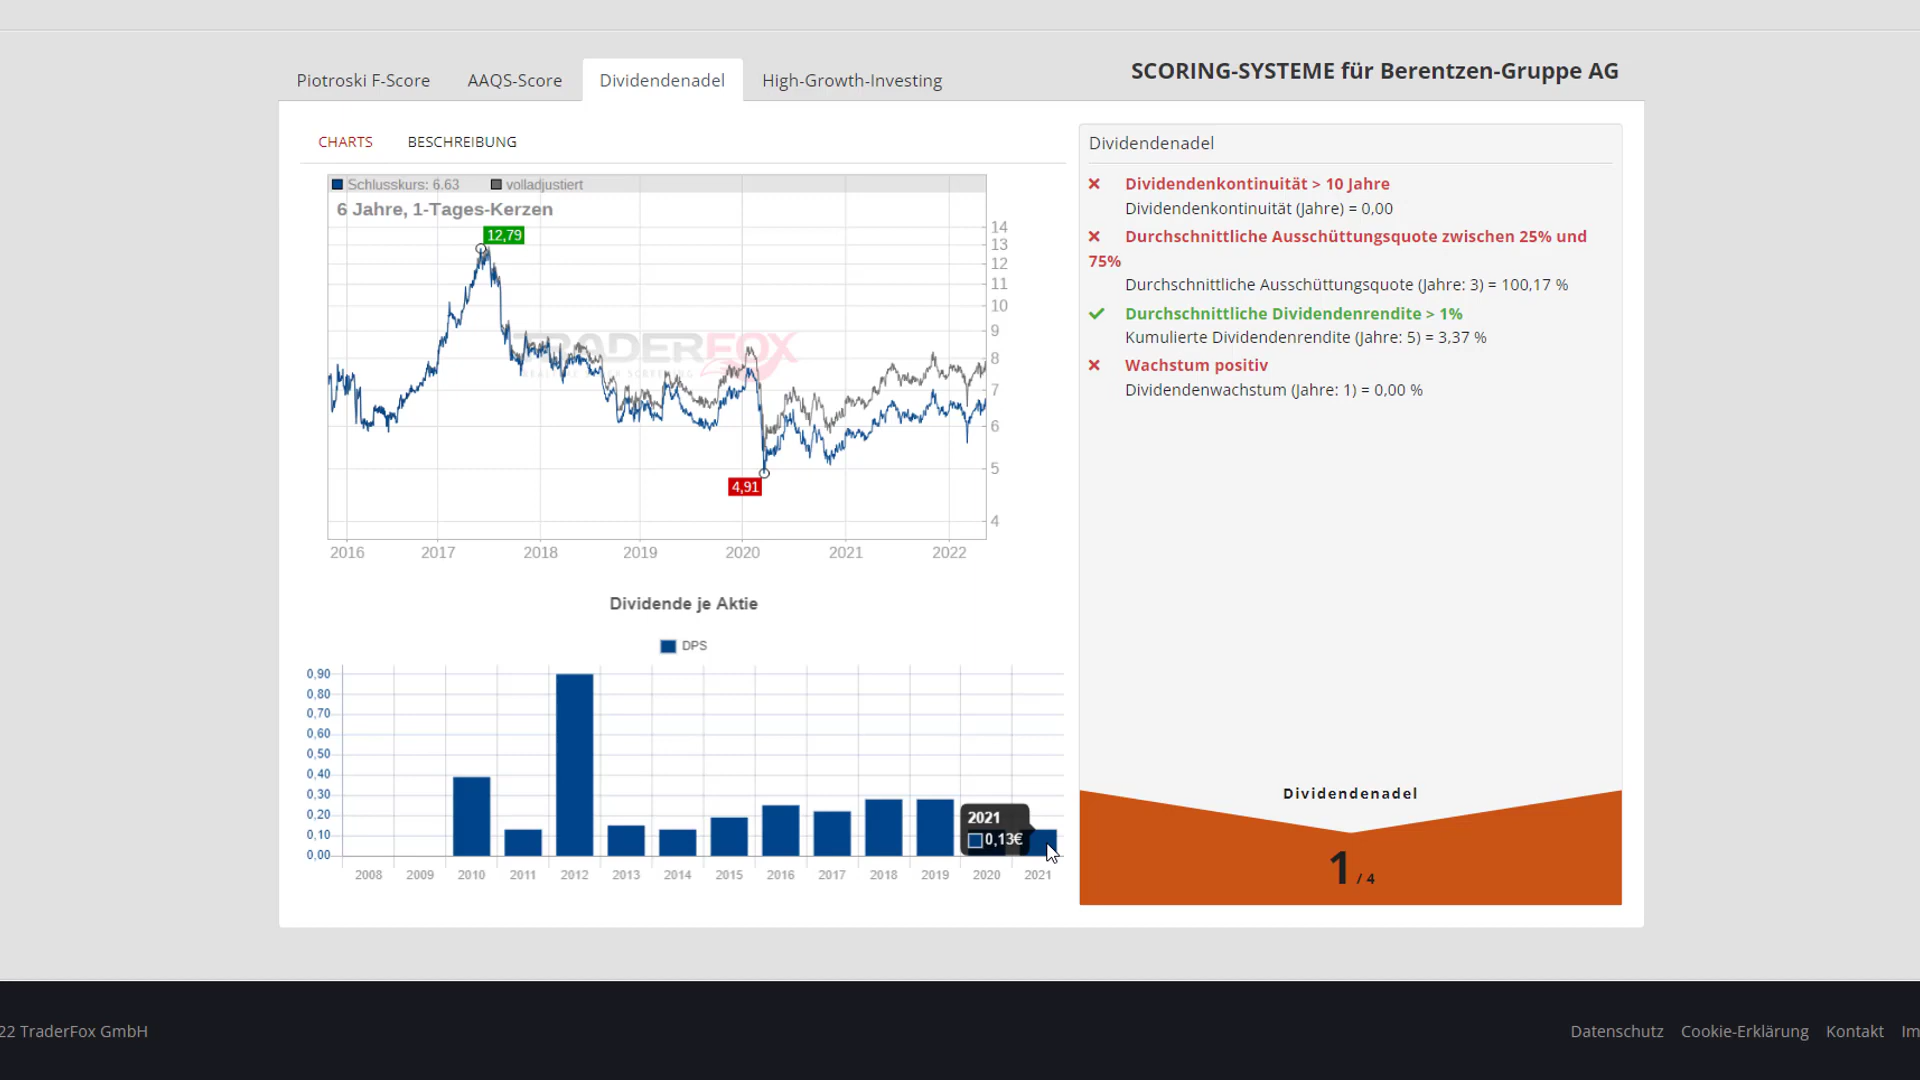 Piotroski F-Score
AAQS-Score
Dividendenadel
High-Growth-Investing
SCORING-SYSTEME für Berentzen-Gruppe AG
CHARTS
BESCHREIBUNG
Schlusskurs: 6.63
volladjustiert
6 Jahre, 1-Tages-Kerzen
12,79
14
13
12
11
10
9
8
7
6
5
4
TRADERFOX
4,91
2016
2017
2018
2019
2020
2021
2022
Dividende je Aktie
DPS
0,90
0,80
0,70
0,60
0,50
0,40
0,30
0,20
0,10
0,00
2021
0,13€
2008
2009
2010
2011
2012
2013
2014
2015
2016
2017
2018
2019
2020
2021
Dividendenadel
Dividendenkontinuität > 10 Jahre
Dividendenkontinuität (Jahre) = 0,00
Durchschnittliche Ausschüttungsquote zwischen 25% und
75%
Durchschnittliche Ausschüttungsquote (Jahre: 3) = 100,17 %
Durchschnittliche Dividendenrendite > 1%
Kumulierte Dividendenrendite (Jahre: 5) = 3,37 %
Wachstum positiv
Dividendenwachstum (Jahre: 1) = 0,00 %
Dividendenadel
1 / 4
22 TraderFox GmbH
Datenschutz
Cookie-Erklärung
Kontakt
Im